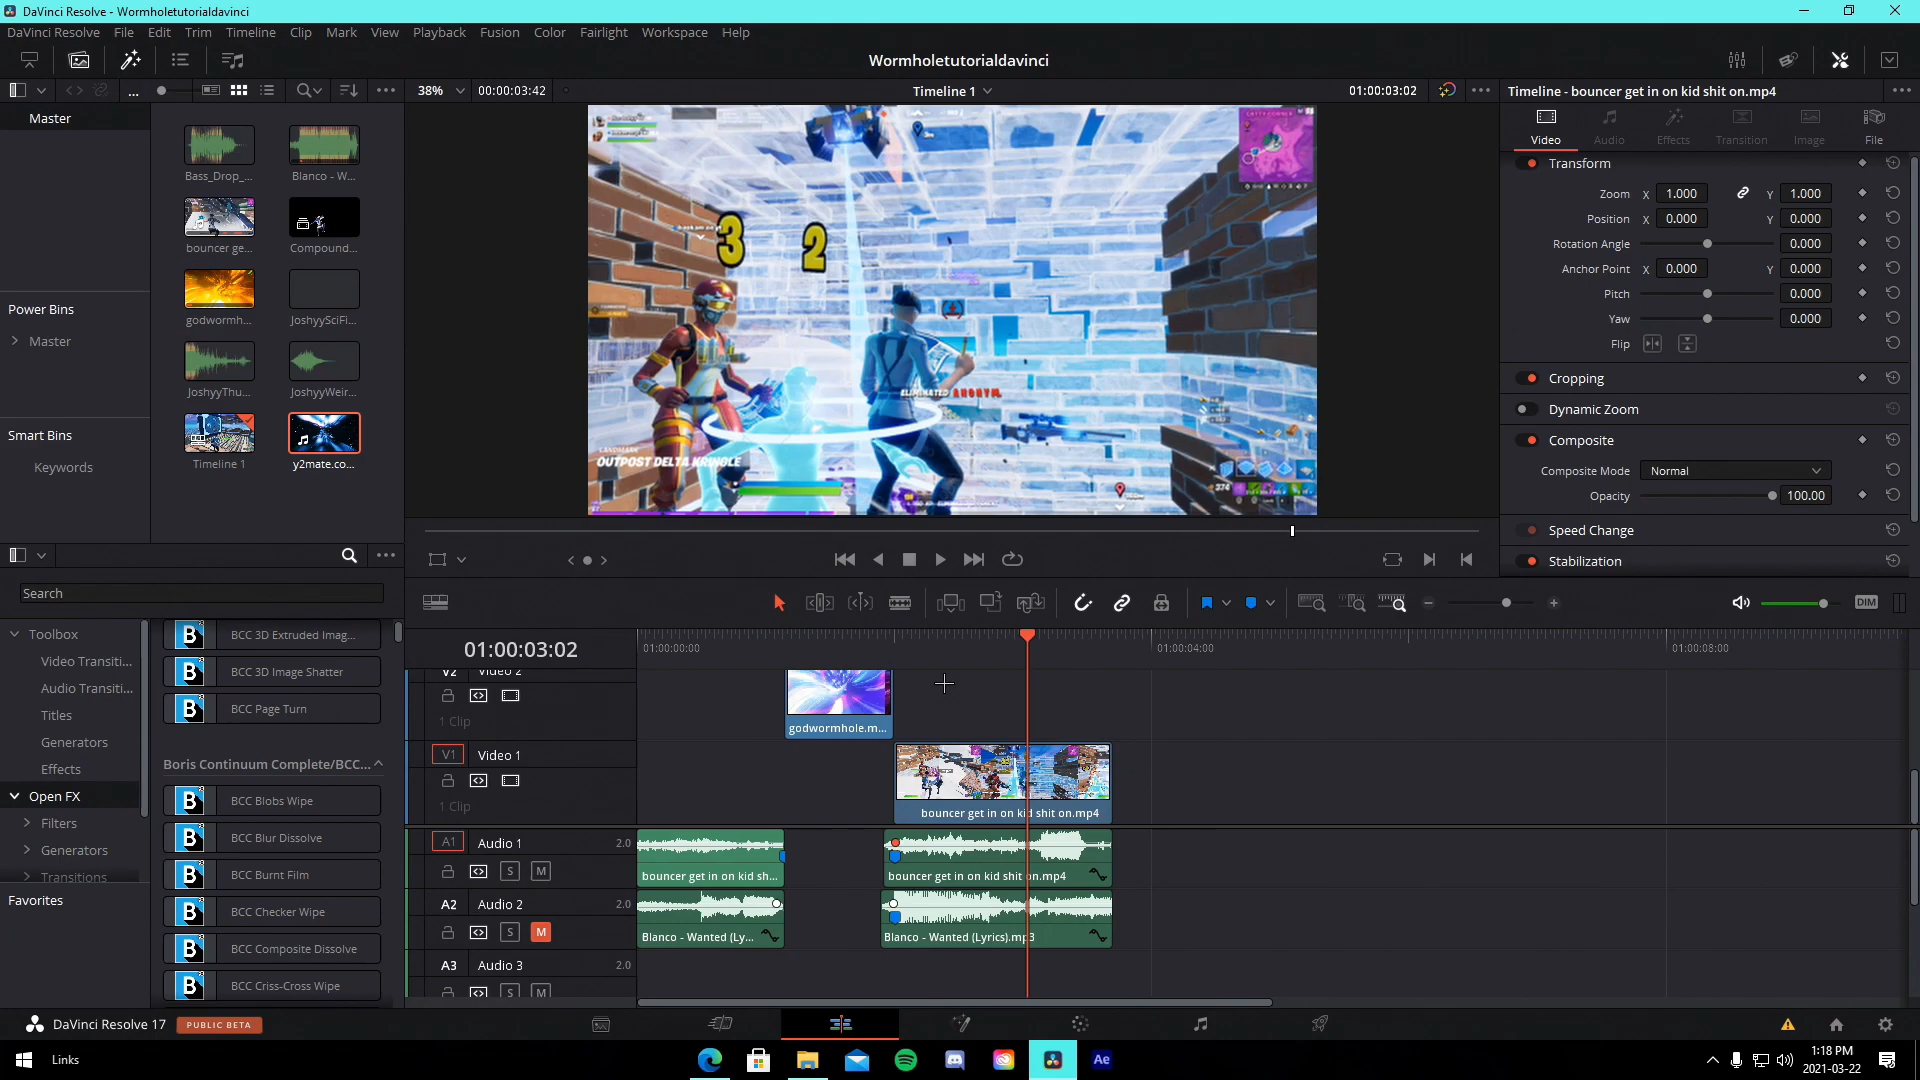 DaVinci Resolve - Wormholetutorialdavinci
DaVinci Resolve File Edit Trim Timeline Clip Mark View Playback Fusion Color Fairlight Workspace Help
Wormholetutorialdavinci
38% 00:00:03:42 Timeline 1 01:00:03:02 Timeline - bouncer get in on kid shit on.mp4
Master
Bass_Drop_... Blanco - W...
bouncer ge... Compound...
godwormh... JoshyySciFi...
JoshyyThu... JoshyyWeir...
Timeline 1 y2mate.co...
Power Bins
Master
Smart Bins
Keywords
3 2
ELIMINATED ANONYM
LANDMARK
OUTPOST DELTA KRWHOLE
374
Video Audio Effects Transition Image File
Transform
Zoom X 1.000 Y 1.000
Position X 0.000 Y 0.000
Rotation Angle 0.000
Anchor Point X 0.000 Y 0.000
Pitch 0.000
Yaw 0.000
Flip
Cropping
Dynamic Zoom
Composite
Composite Mode Normal
Opacity 100.00
Speed Change
Stabilization
Search
Toolbox
Video Transiti...
Audio Transiti...
Titles
Generators
Effects
Open FX
Filters
Generators
Transitions
Favorites
BCC 3D Extruded Imag...
BCC 3D Image Shatter
BCC Page Turn
Boris Continuum Complete/BCC...
BCC Blobs Wipe
BCC Blur Dissolve
BCC Burnt Film
BCC Checker Wipe
BCC Composite Dissolve
BCC Criss-Cross Wipe
DIM
01:00:03:02 01:00:00:00 01:00:04:00 01:00:08:00
V2 Video 2
1 Clip
godwormhole.m...
V1 Video 1
1 Clip
bouncer get in on kid shit on.mp4
A1 Audio 1 2.0
S M
bouncer get in on kid sh... bouncer get in on kid shit on.mp4
A2 Audio 2 2.0
S M
Blanco - Wanted (Ly... Blanco - Wanted (Lyrics).mp3
A3 Audio 3 2.0
S M
DaVinci Resolve 17 PUBLIC BETA
Links
Ae
1:18 PM
2021-03-22